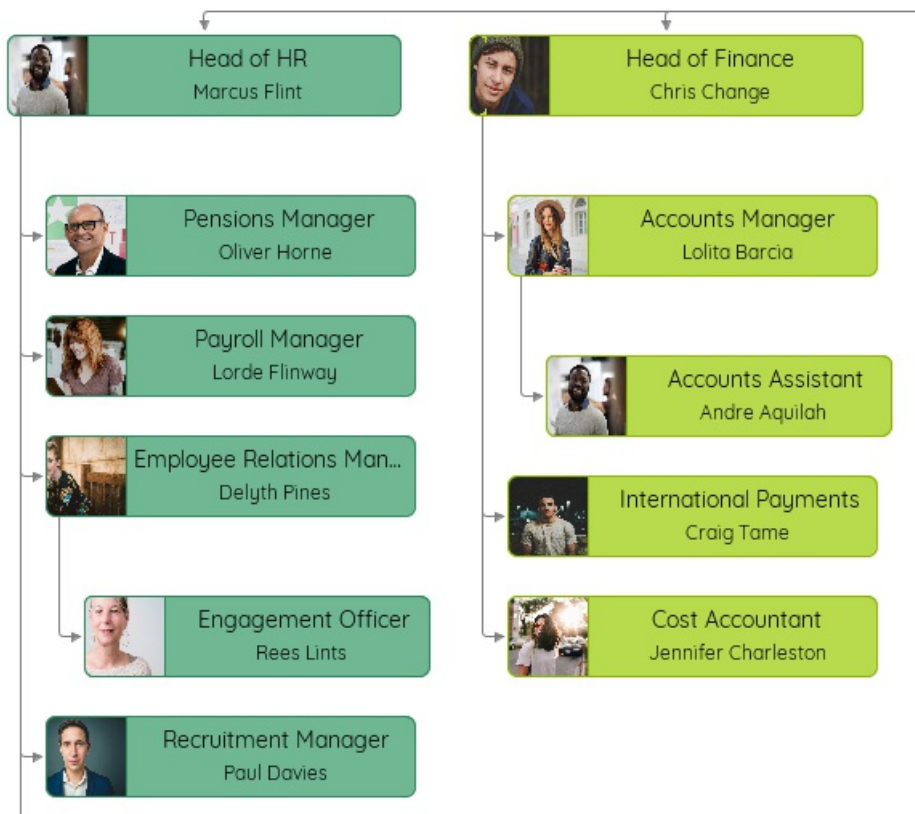 Head of HR
Marcus Flint
Pensions Manager
Oliver Horne
Payroll Manager
Lorde Flinway
Employee Relations Man...
Delyth Pines
Engagement Officer
Rees Lints
Recruitment Manager
Paul Davies
Head of Finance
Chris Change
Accounts Manager
Lolita Barcia
Accounts Assistant
Andre Aquilah
International Payments
Craig Tame
Cost Accountant
Jennifer Charleston